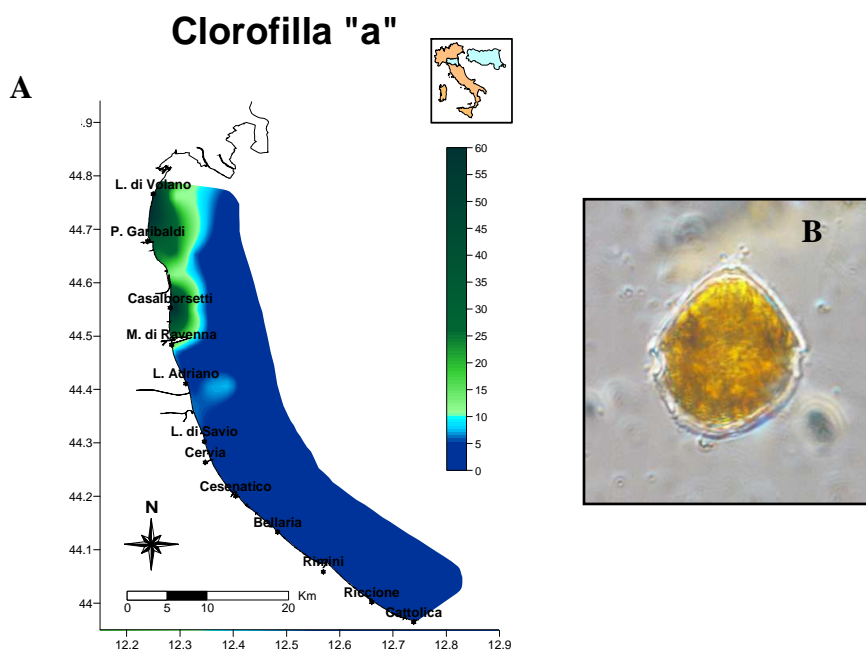 Clorofilla "a"
A
.9
44.8
44.7
44.6
44.5
44.4
44.3
44.2
44.1
44
L. di Volano
P. Garibaldi
Casalborsetti
M. di Ravenna
L. Adriano
L. di Savio
Cervia
Cesenatico
Bellaria
Rimini
Riccione
Cattolica
N
0 5 10 20 Km
12.2 12.3 12.4 12.5 12.6 12.7 12.8 12.9
60
55
50
45
40
35
30
25
20
15
10
5
0
B